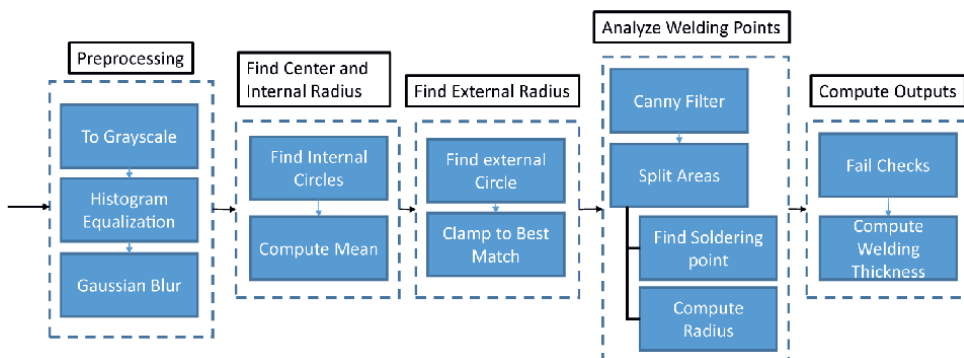 Preprocessing
To Grayscale
Histogram
Equalization
Gaussian Blur
Find Center and
Internal Radius
Find Internal
Circles
Compute Mean
Find External Radius
Find external
Circle
Clamp to Best
Match
Analyze Welding Points
Canny Filter
Split Areas
Find Soldering
point
Compute
Radius
Compute Outputs
Fail Checks
Compute
Welding
Thickness